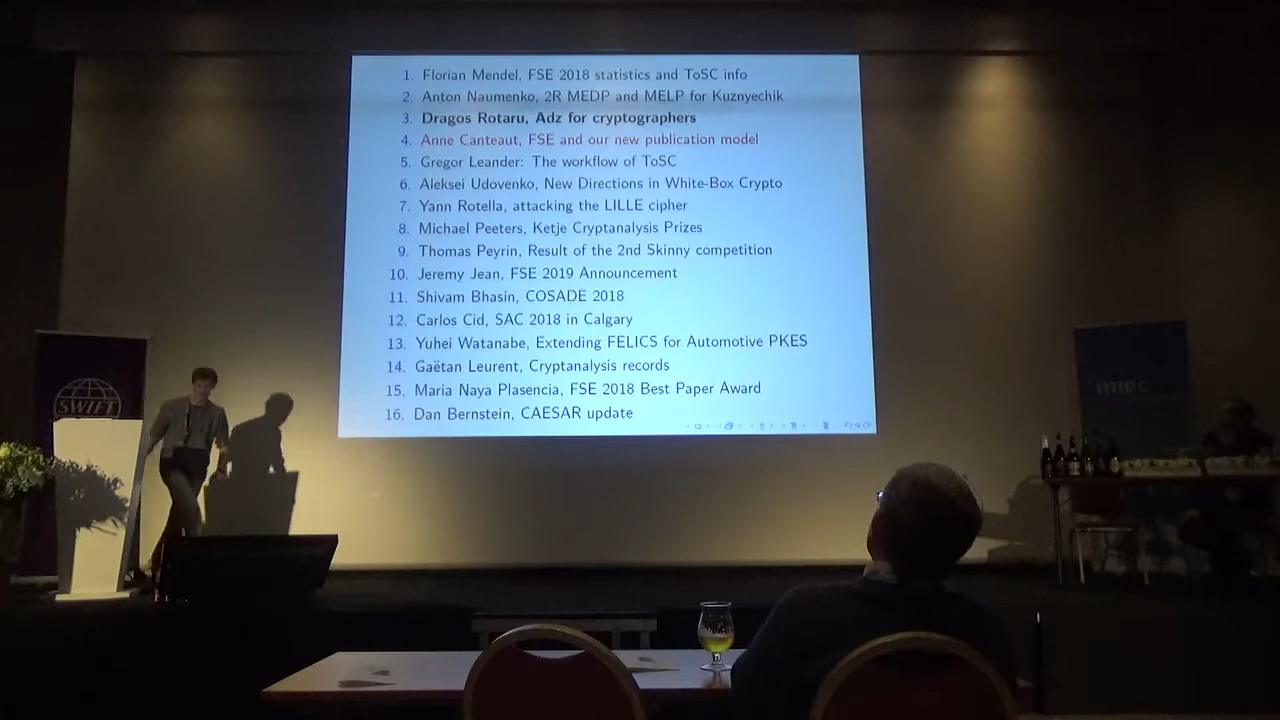 1. Florian Mendel, FSE 2018 statistics and ToSC info
2. Anton Naumenko, 2R MEDP and MELP for Kuznyechik
3. Dragos Rotaru, Adz for cryptographers
4. Anne Canteaut, FSE and our new publication model
5. Gregor Leander: The workflow of ToSC
6. Aleksei Udovenko, New Directions in White-Box Crypto
7. Yann Rotella, attacking the LILLE cipher
8. Michael Peeters, Ketje Cryptanalysis Prizes
9. Thomas Peyrin, Result of the 2nd Skinny competition
10. Jeremy Jean, FSE 2019 Announcement
11. Shivam Bhasin, COSADE 2018
12. Carlos Cid, SAC 2018 in Calgary
13. Yuhei Watanabe, Extending FELICS for Automotive PKES
14. Gaëtan Leurent, Cryptanalysis records
15. Maria Naya Plasencia, FSE 2018 Best Paper Award
16. Dan Bernstein, CAESAR update
SWIFT
imec